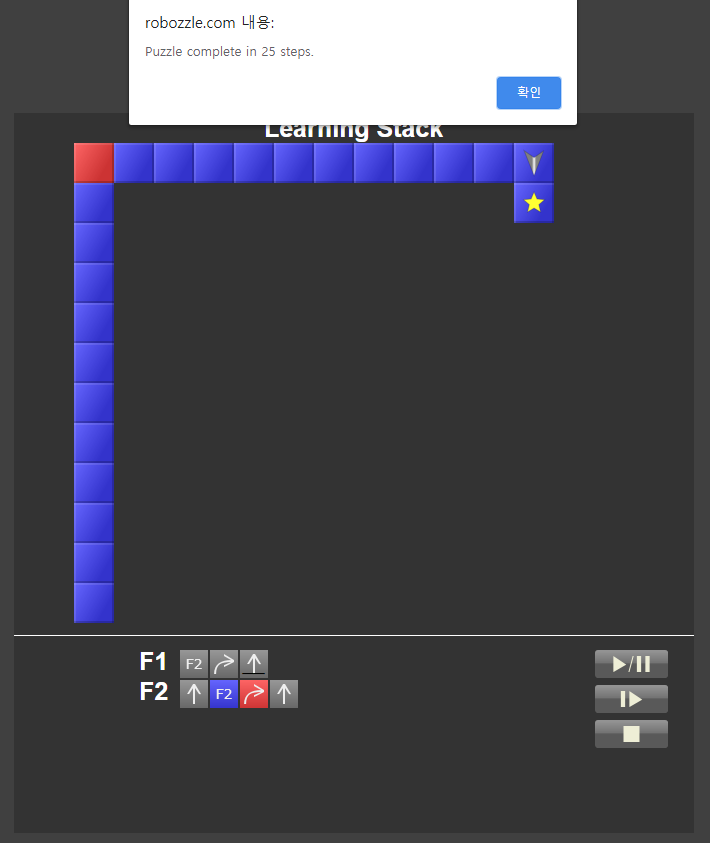 robozzle.com 내용:
Puzzle complete in 25 steps.
확인
Learning Stack
F1 F2
F2 F2